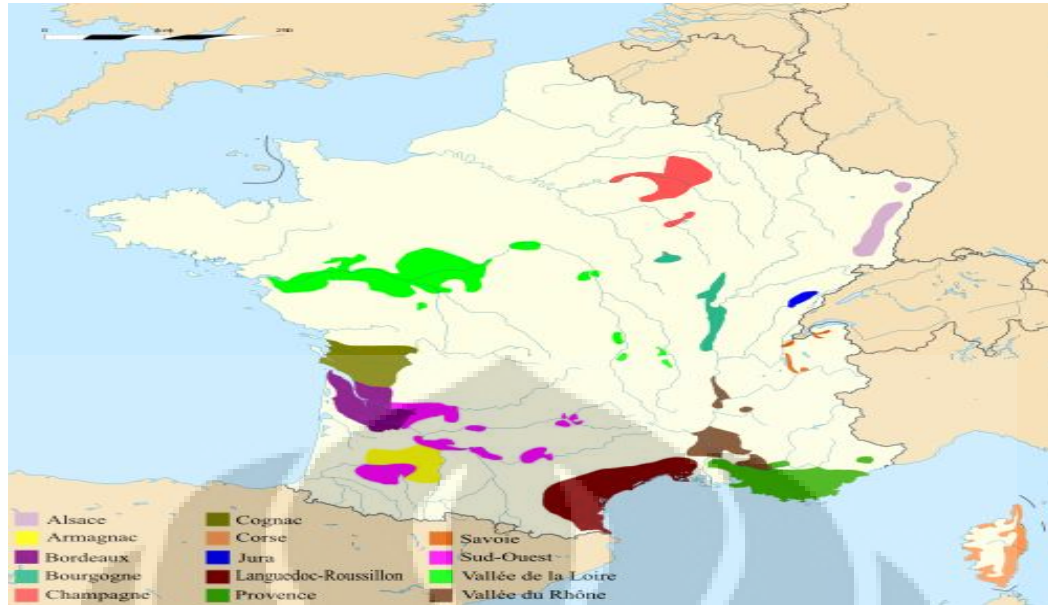 Alsace
Armagnac
Bordeaux
Bourgogne
Champagne
Cognac
Corse
Jura
Languedoc-Roussillon
Provence
Savoie
Sud-Ouest
Vallée de la Loire
Vallée du Rhône